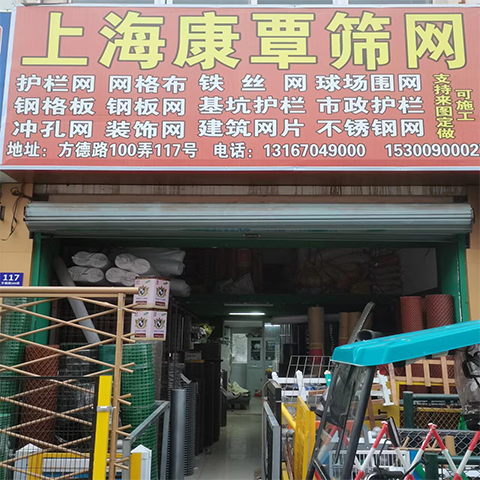 上海康覃筛网
护栏网 网格布 铁丝网 球场围网
钢格板 钢板网 基坑护栏 市政护栏
冲孔网 装饰网 建筑网片 不锈钢网
可施工
支持来图定做
地址：方德路100弄117号 电话：13167049000 1530090002
117